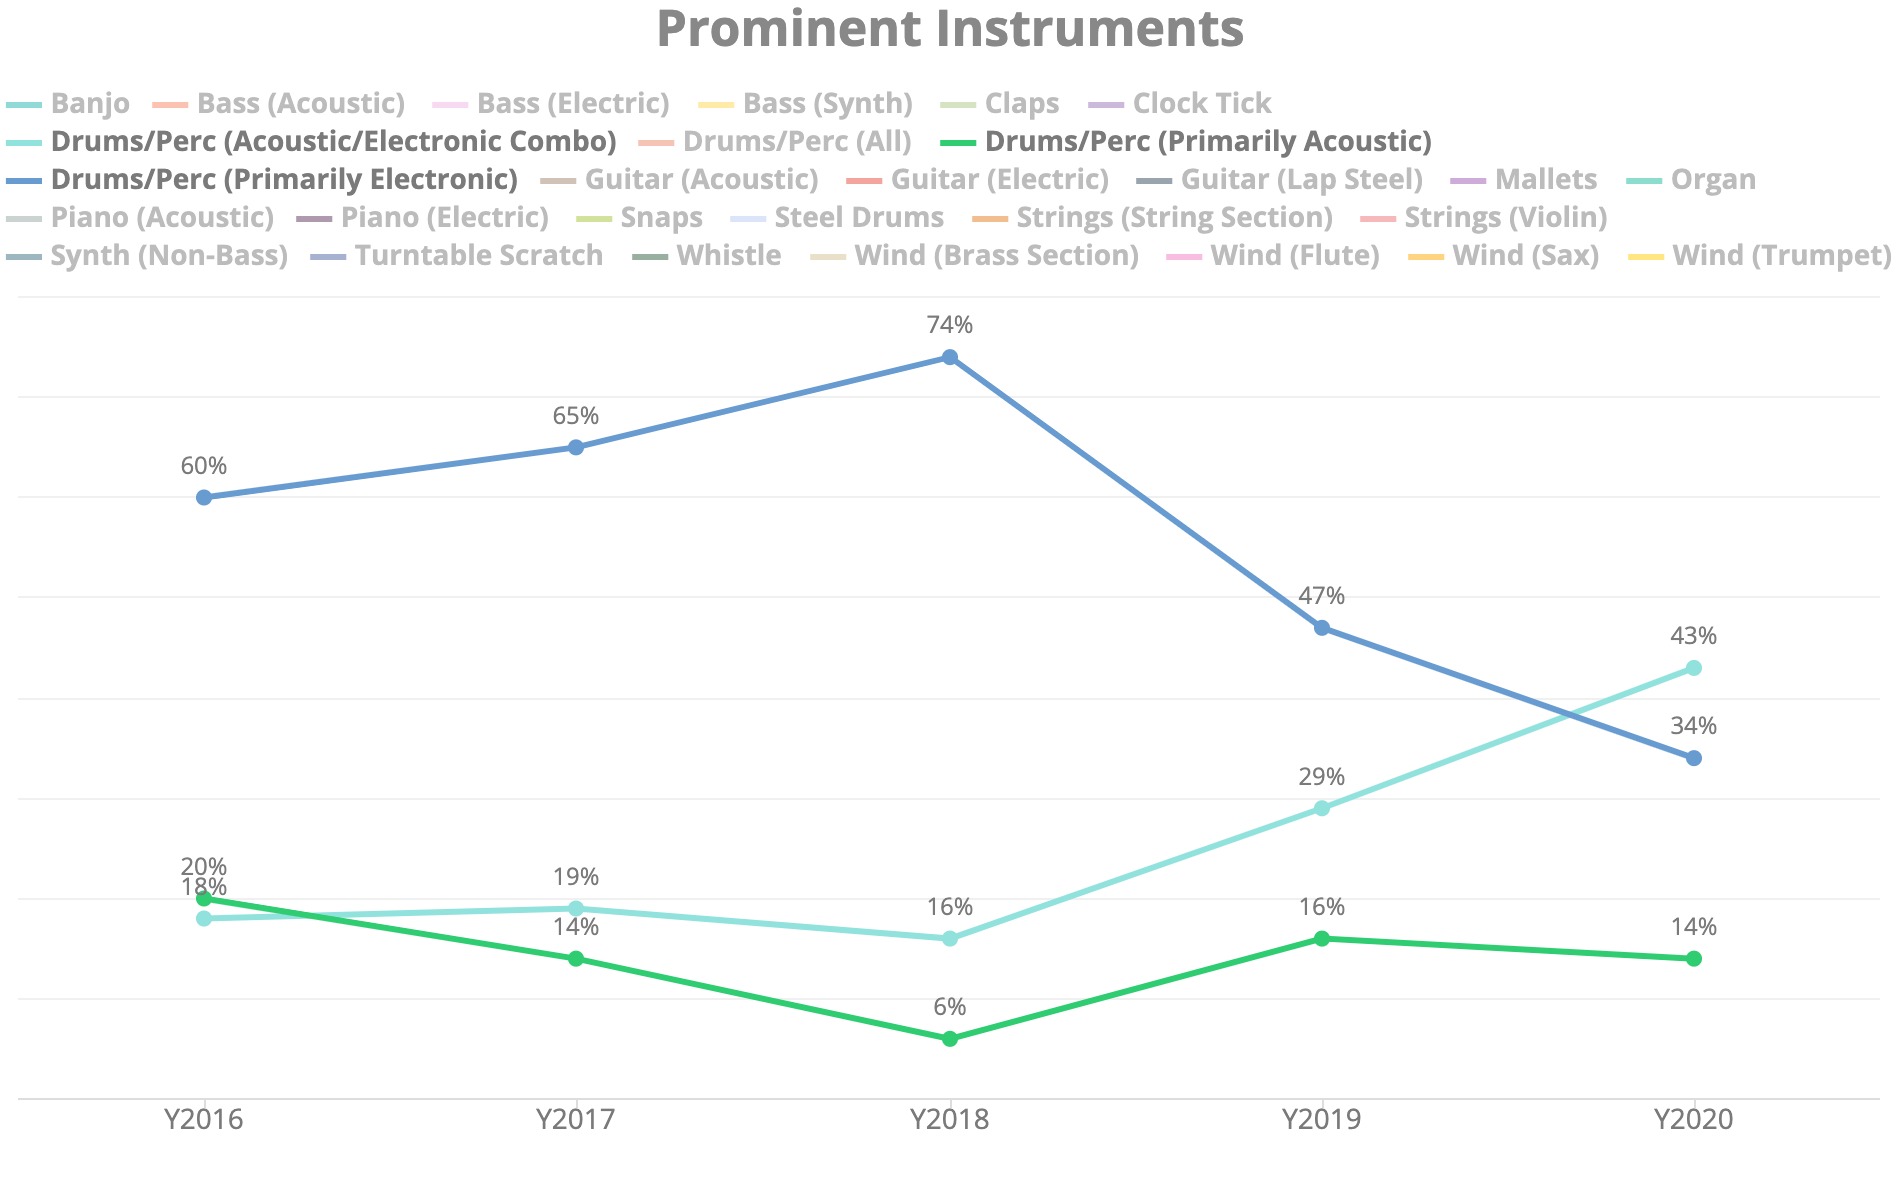 Prominent Instruments
Banjo Bass (Acoustic) Bass (Electric) Bass (Synth) Claps Clock Tick
Drums/Perc (Acoustic/Electronic Combo) Drums/Perc (All) Drums/Perc (Primarily Acoustic)
Drums/Perc (Primarily Electronic) Guitar (Acoustic) Guitar (Electric) Guitar (Lap Steel) Mallets Organ
Piano (Acoustic) Piano (Electric) Snaps Steel Drums Strings (String Section) Strings (Violin)
Synth (Non-Bass) Turntable Scratch Whistle Wind (Brass Section) Wind (Flute) Wind (Sax) Wind (Trumpet)
74%
65%
60%
47%
43%
34%
29%
20%
19%
18%
16% 16%
14% 14%
6%
Y2016 Y2017 Y2018 Y2019 Y2020